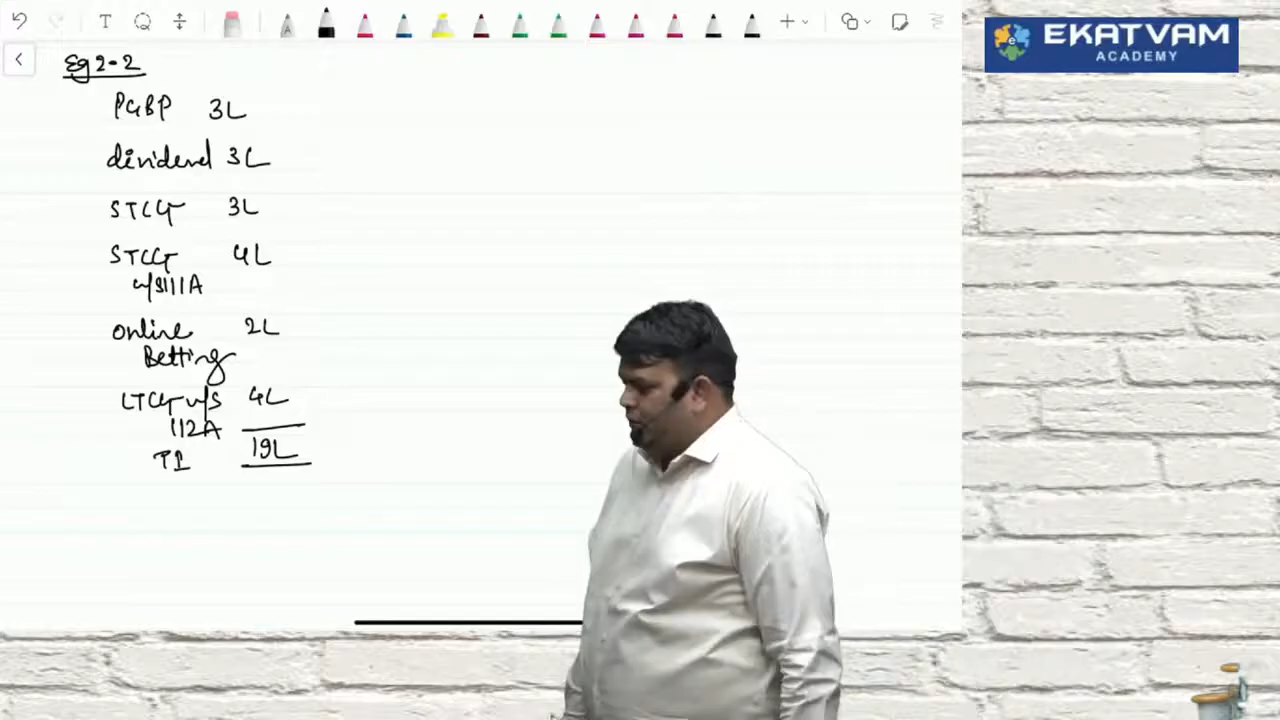 EKATVAM
ACADEMY
Eg 2.2
PGBP 3L
dividend 3L
STCG 3L
STCG 4L
u/s 111A
online 2L
Betting
LTCG u/s 4L
112A
TI 19L